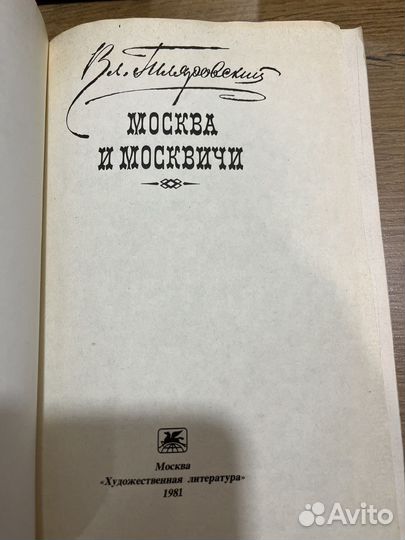 Вл. Гиляровский
МОСКВА
И МОСКВИЧИ
Москва
«Художественная литература»
1981
Avito